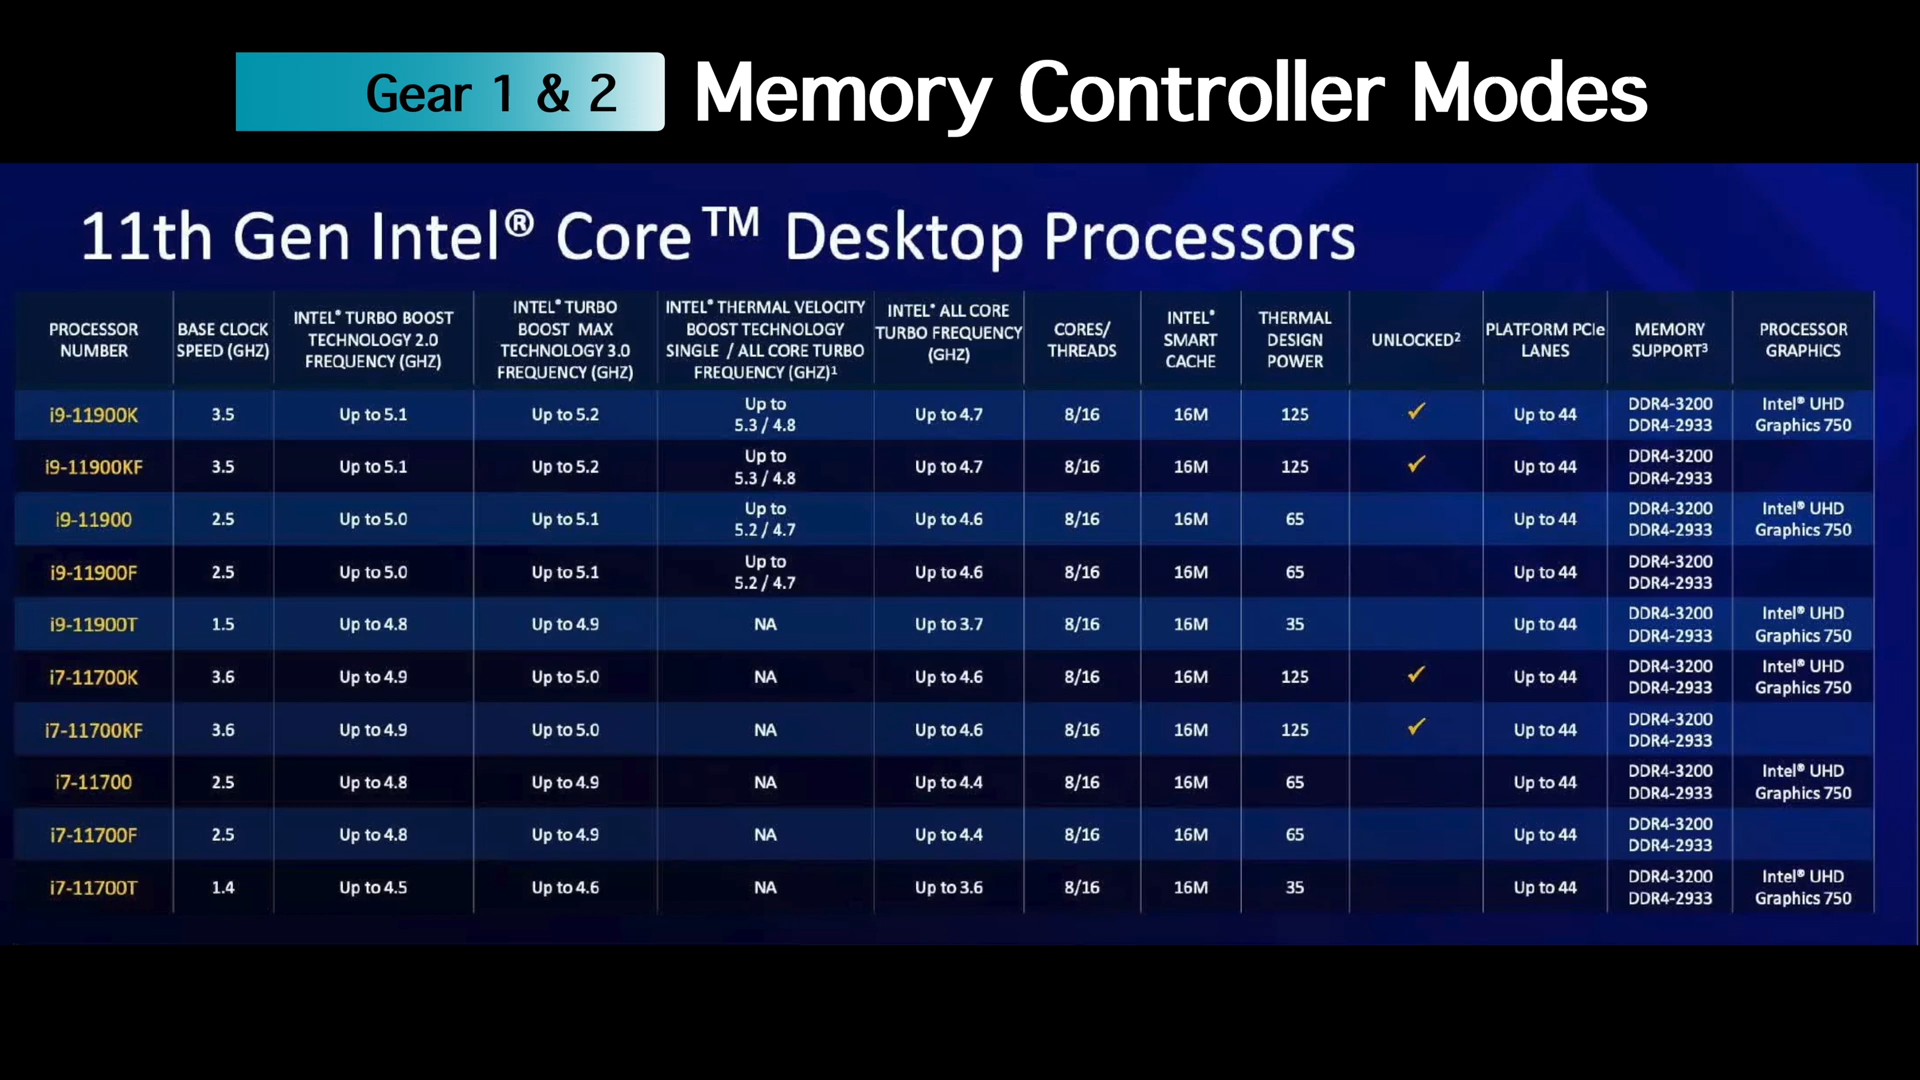 Gear 1 & 2 Memory Controller Modes
11th Gen Intel® Core™ Desktop Processors
PROCESSOR NUMBER BASE CLOCK SPEED (GHZ) INTEL® TURBO BOOST TECHNOLOGY 2.0 FREQUENCY (GHZ) INTEL® TURBO BOOST MAX TECHNOLOGY 3.0 FREQUENCY (GHZ) INTEL® THERMAL VELOCITY BOOST TECHNOLOGY SINGLE / ALL CORE TURBO FREQUENCY (GHZ)¹ INTEL® ALL CORE TURBO FREQUENCY (GHZ) CORES/ THREADS INTEL® SMART CACHE THERMAL DESIGN POWER UNLOCKED² PLATFORM PCIe LANES MEMORY SUPPORT³ PROCESSOR GRAPHICS
i9-11900K 3.5 Up to 5.1 Up to 5.2 Up to 5.3 / 4.8 Up to 4.7 8/16 16M 125 ✓ Up to 44 DDR4-3200 DDR4-2933 Intel® UHD Graphics 750
i9-11900KF 3.5 Up to 5.1 Up to 5.2 Up to 5.3 / 4.8 Up to 4.7 8/16 16M 125 ✓ Up to 44 DDR4-3200 DDR4-2933
i9-11900 2.5 Up to 5.0 Up to 5.1 Up to 5.2 / 4.7 Up to 4.6 8/16 16M 65 Up to 44 DDR4-3200 DDR4-2933 Intel® UHD Graphics 750
i9-11900F 2.5 Up to 5.0 Up to 5.1 Up to 5.2 / 4.7 Up to 4.6 8/16 16M 65 Up to 44 DDR4-3200 DDR4-2933
i9-11900T 1.5 Up to 4.8 Up to 4.9 NA Up to 3.7 8/16 16M 35 Up to 44 DDR4-3200 DDR4-2933 Intel® UHD Graphics 750
i7-11700K 3.6 Up to 4.9 Up to 5.0 NA Up to 4.6 8/16 16M 125 ✓ Up to 44 DDR4-3200 DDR4-2933 Intel® UHD Graphics 750
i7-11700KF 3.6 Up to 4.9 Up to 5.0 NA Up to 4.6 8/16 16M 125 ✓ Up to 44 DDR4-3200 DDR4-2933
i7-11700 2.5 Up to 4.8 Up to 4.9 NA Up to 4.4 8/16 16M 65 Up to 44 DDR4-3200 DDR4-2933 Intel® UHD Graphics 750
i7-11700F 2.5 Up to 4.8 Up to 4.9 NA Up to 4.4 8/16 16M 65 Up to 44 DDR4-3200 DDR4-2933
i7-11700T 1.4 Up to 4.5 Up to 4.6 NA Up to 3.6 8/16 16M 35 Up to 44 DDR4-3200 DDR4-2933 Intel® UHD Graphics 750